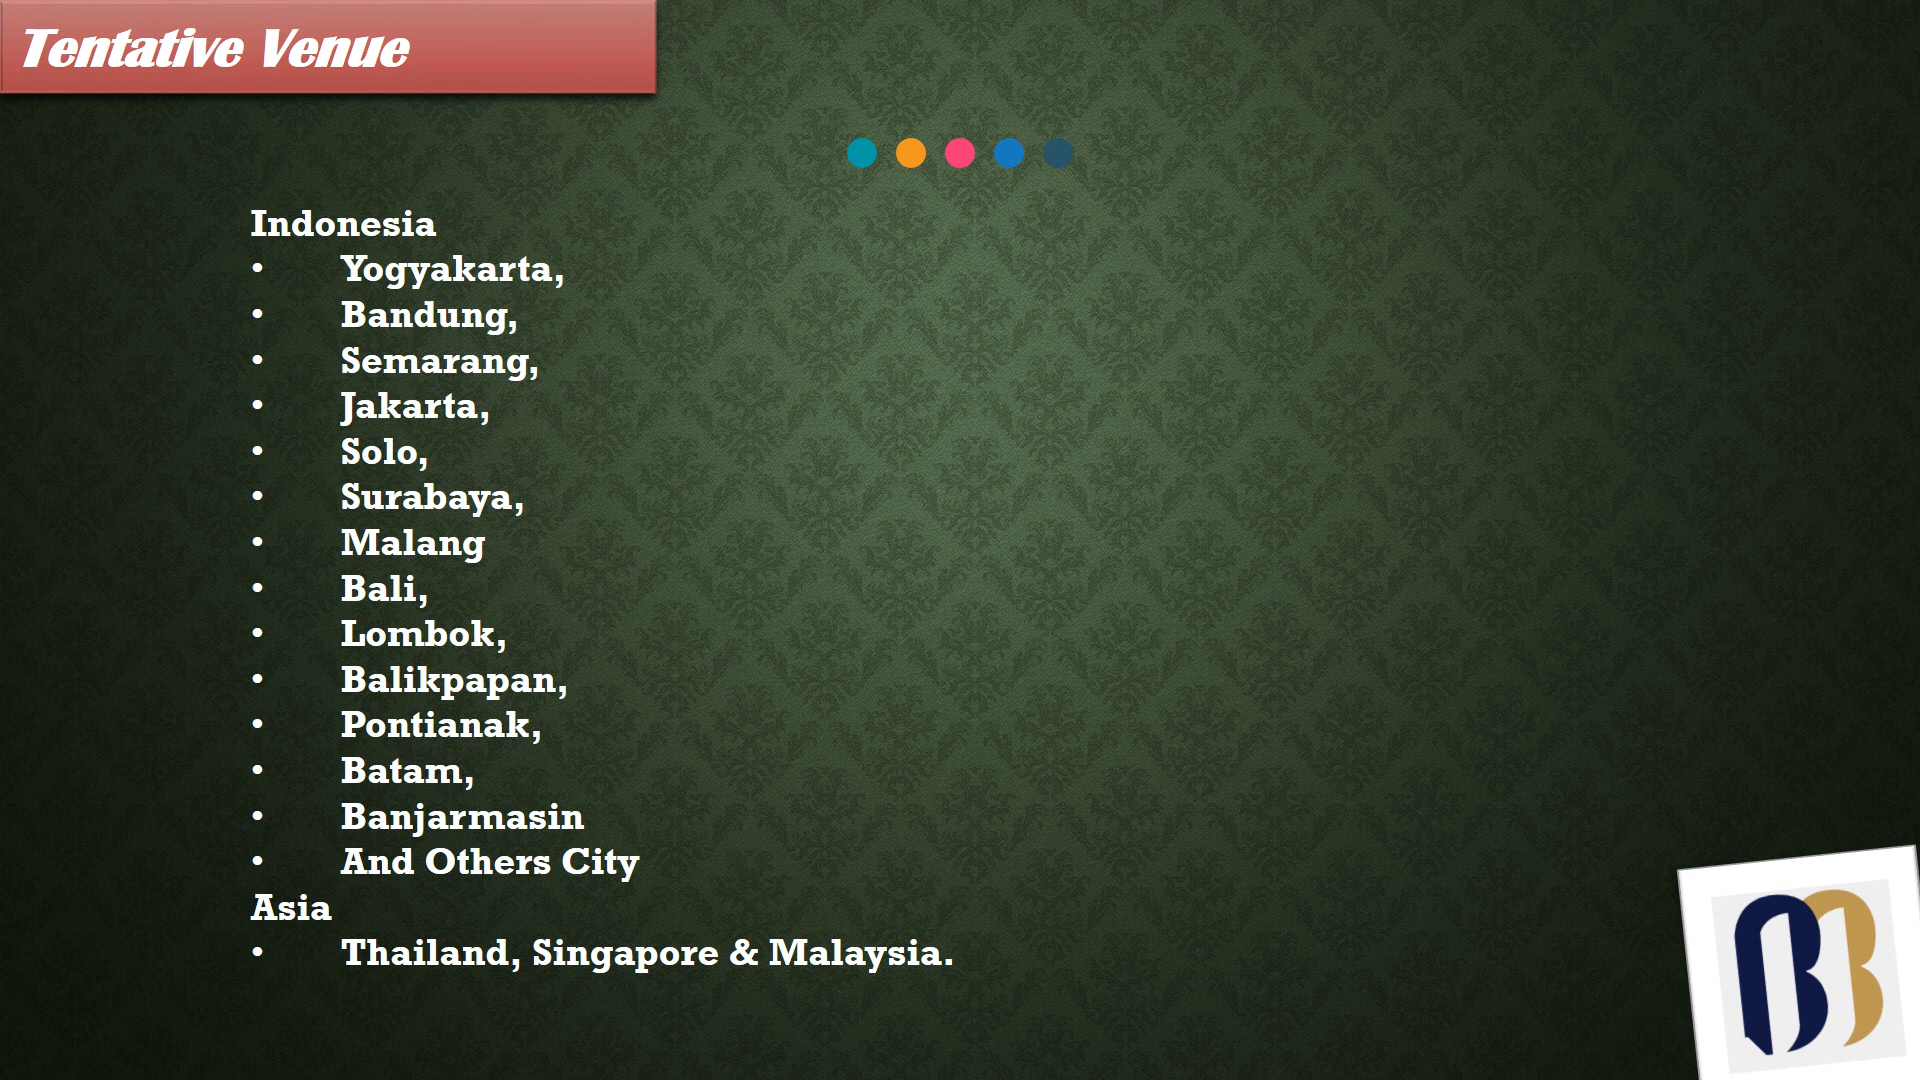 Tentative Venue
Indonesia
• Yogyakarta,
• Bandung,
• Semarang,
• Jakarta,
• Solo,
• Surabaya,
• Malang
• Bali,
• Lombok,
• Balikpapan,
• Pontianak,
• Batam,
• Banjarmasin
• And Others City
Asia
• Thailand, Singapore & Malaysia.